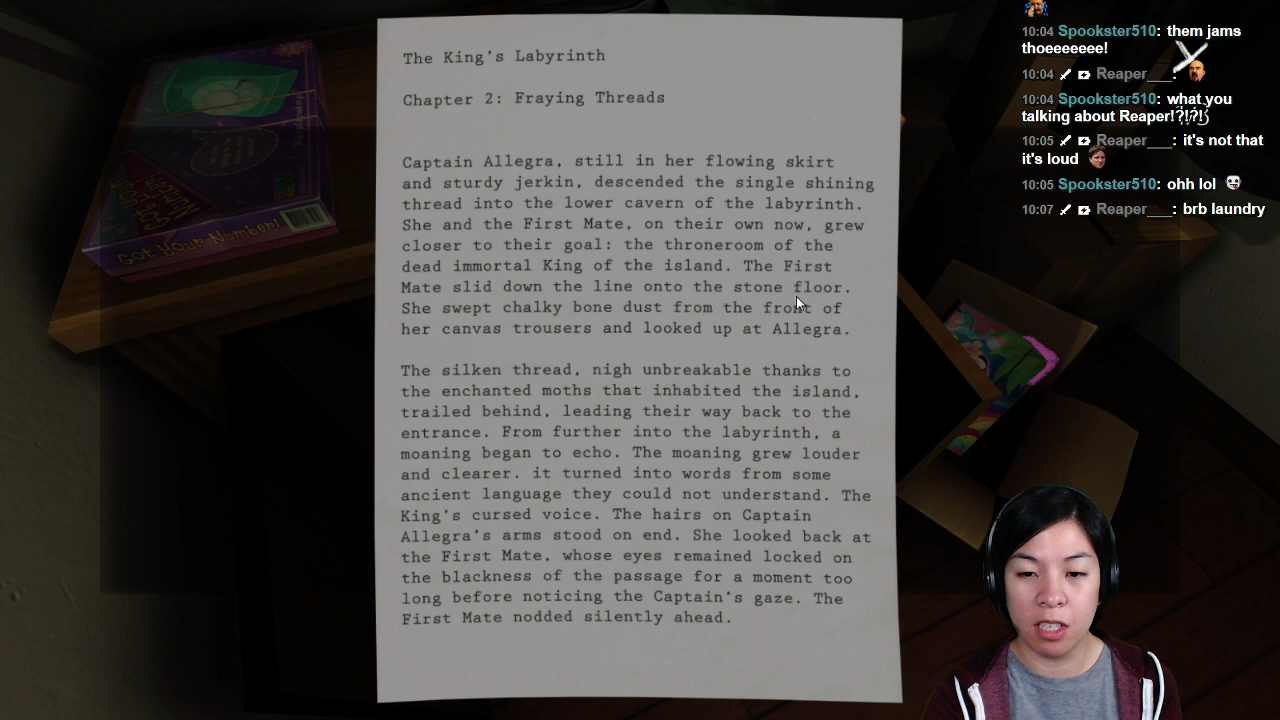 The King's Labyrinth
Chapter 2: Fraying Threads
Captain Allegra, still in her flowing skirt
and sturdy jerkin, descended the single shining
thread into the lower cavern of the labyrinth.
She and the First Mate, on their own now, grew
closer to their goal: the throneroom of the
dead immortal King of the island. The First
Mate slid down the line onto the stone floor.
She swept chalky bone dust from the front of
her canvas trousers and looked up at Allegra.
The silken thread, nigh unbreakable thanks to
the enchanted moths that inhabited the island,
trailed behind, leading their way back to the
entrance. From further into the labyrinth, a
moaning began to echo. The moaning grew louder
and clearer. it turned into words from some
ancient language they could not understand. The
King's cursed voice. The hairs on Captain
Allegra's arms stood on end. She looked back at
the First Mate, whose eyes remained locked on
the blackness of the passage for a moment too
long before noticing the Captain's gaze. The
First Mate nodded silently ahead.
10:04 Spookster510: them jams
thoeeeeeee!
10:04 Reaper___:
10:04 Spookster510: what you
talking about Reaper!?!?!
10:05 Reaper___: it's not that
it's loud
10:05 Spookster510: ohh lol
10:07 Reaper___: brb laundry
Got Your Number!